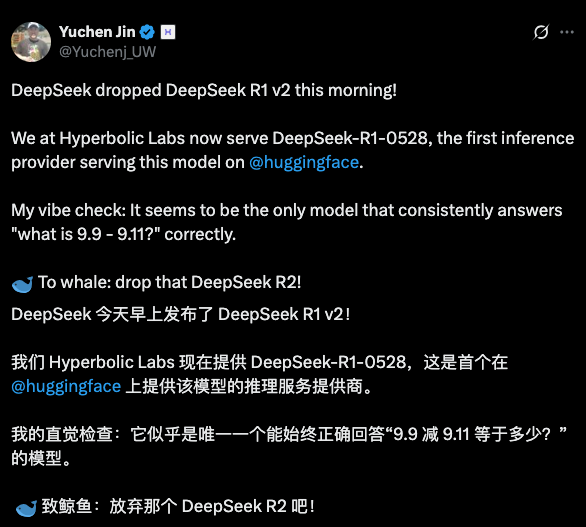 Yuchen Jin
@Yuchenj_UW
DeepSeek dropped DeepSeek R1 v2 this morning!
We at Hyperbolic Labs now serve DeepSeek-R1-0528, the first inference
provider serving this model on @huggingface.
My vibe check: It seems to be the only model that consistently answers
"what is 9.9 - 9.11?" correctly.
🐋 To whale: drop that DeepSeek R2!
DeepSeek 今天早上发布了 DeepSeek R1 v2！
我们 Hyperbolic Labs 现在提供 DeepSeek-R1-0528，这是首个在
@huggingface 上提供该模型的推理服务提供商。
我的直觉检查：它似乎是唯一一个能始终正确回答“9.9 减 9.11 等于多少？”
的模型。
🐋 致鲸鱼：放弃那个 DeepSeek R2 吧！